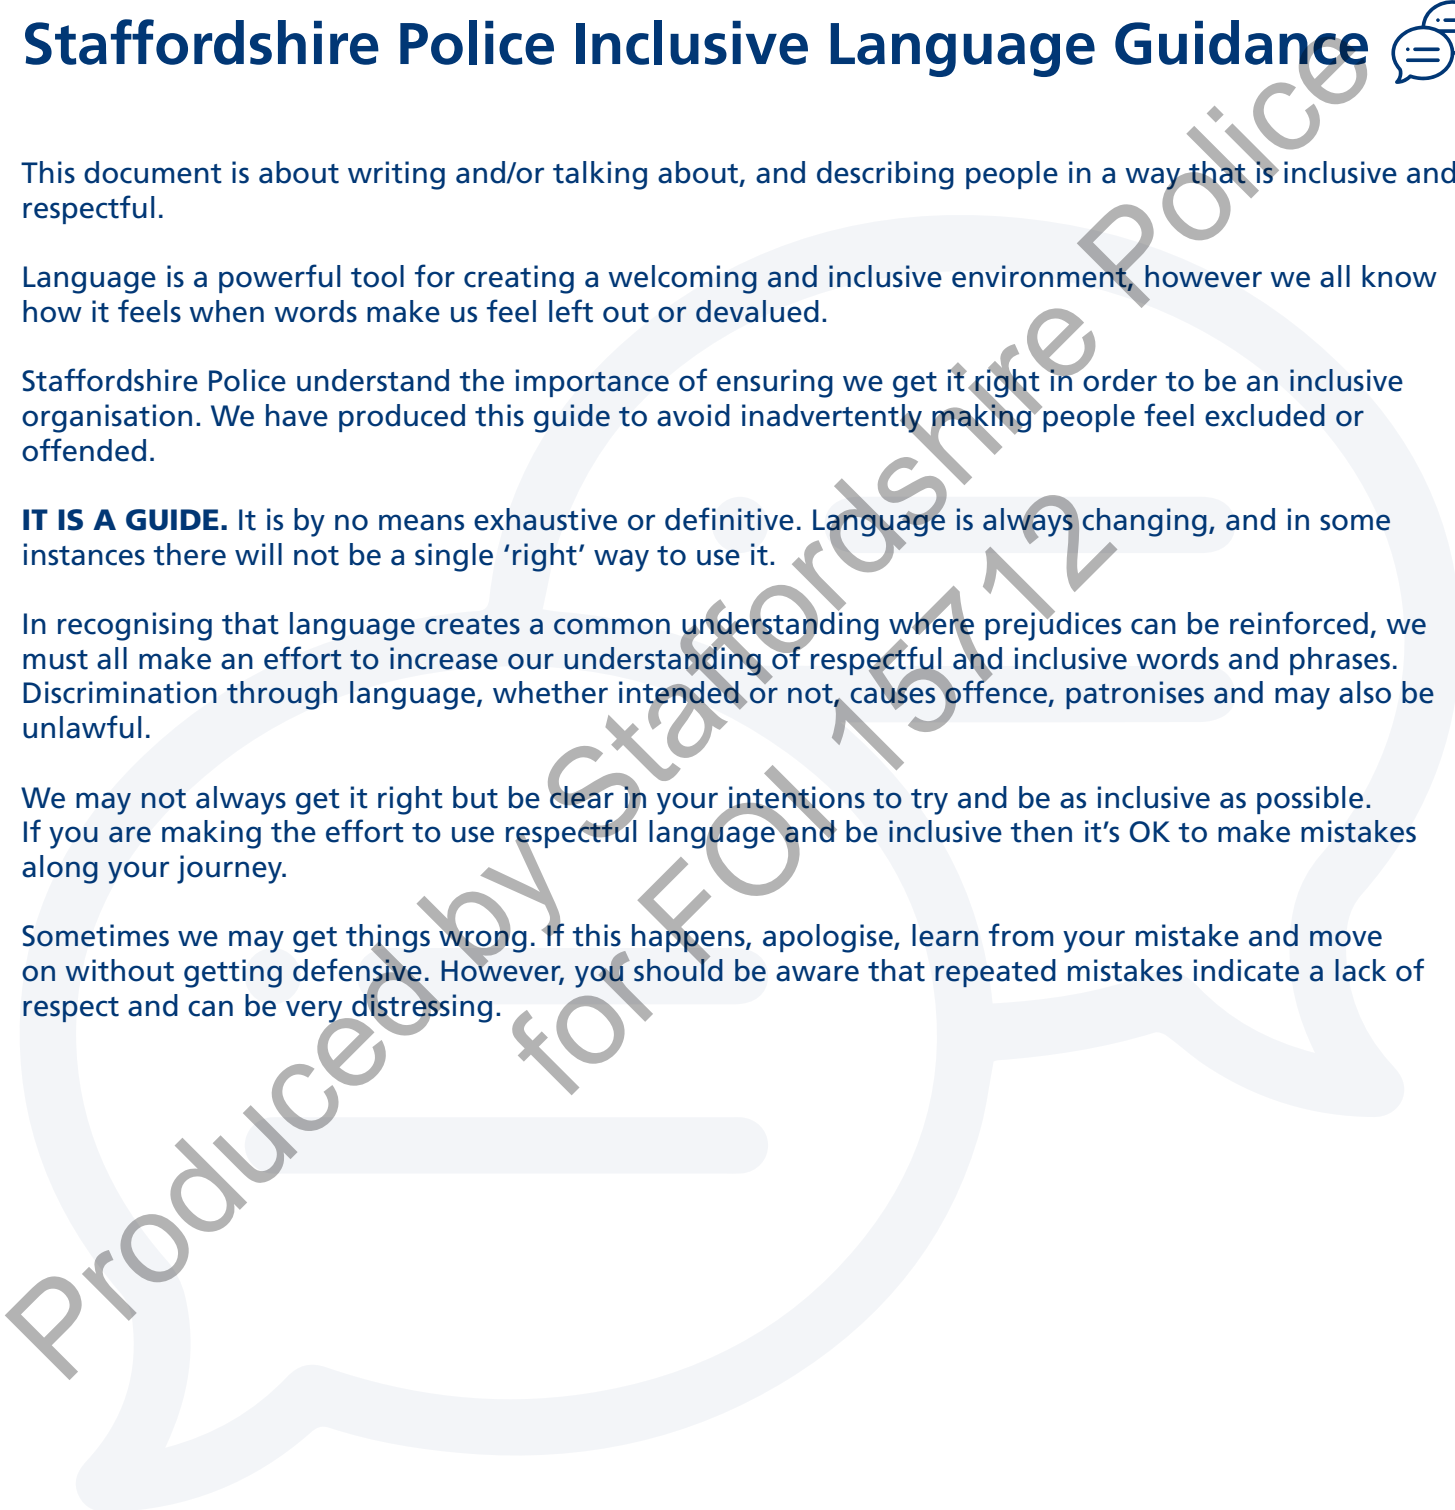 Staffordshire Police Inclusive Language Guidance
This document is about writing and/or talking about, and describing people in a way that is inclusive and
respectful.
Language is a powerful tool for creating a welcoming and inclusive environment, however we all know
how it feels when words make us feel left out or devalued.
Staffordshire Police understand the importance of ensuring we get it right in order to be an inclusive
organisation. We have produced this guide to avoid inadvertently making people feel excluded or
offended.
IT IS A GUIDE. It is by no means exhaustive or definitive. Language is always changing, and in some
instances there will not be a single ‘right’ way to use it.
In recognising that language creates a common understanding where prejudices can be reinforced, we
must all make an effort to increase our understanding of respectful and inclusive words and phrases.
Discrimination through language, whether intended or not, causes offence, patronises and may also be
unlawful.
We may not always get it right but be clear in your intentions to try and be as inclusive as possible.
If you are making the effort to use respectful language and be inclusive then it’s OK to make mistakes
along your journey.
Sometimes we may get things wrong. If this happens, apologise, learn from your mistake and move
on without getting defensive. However, you should be aware that repeated mistakes indicate a lack of
respect and can be very distressing.
Produced by Staffordshire Police
for FOI 15712